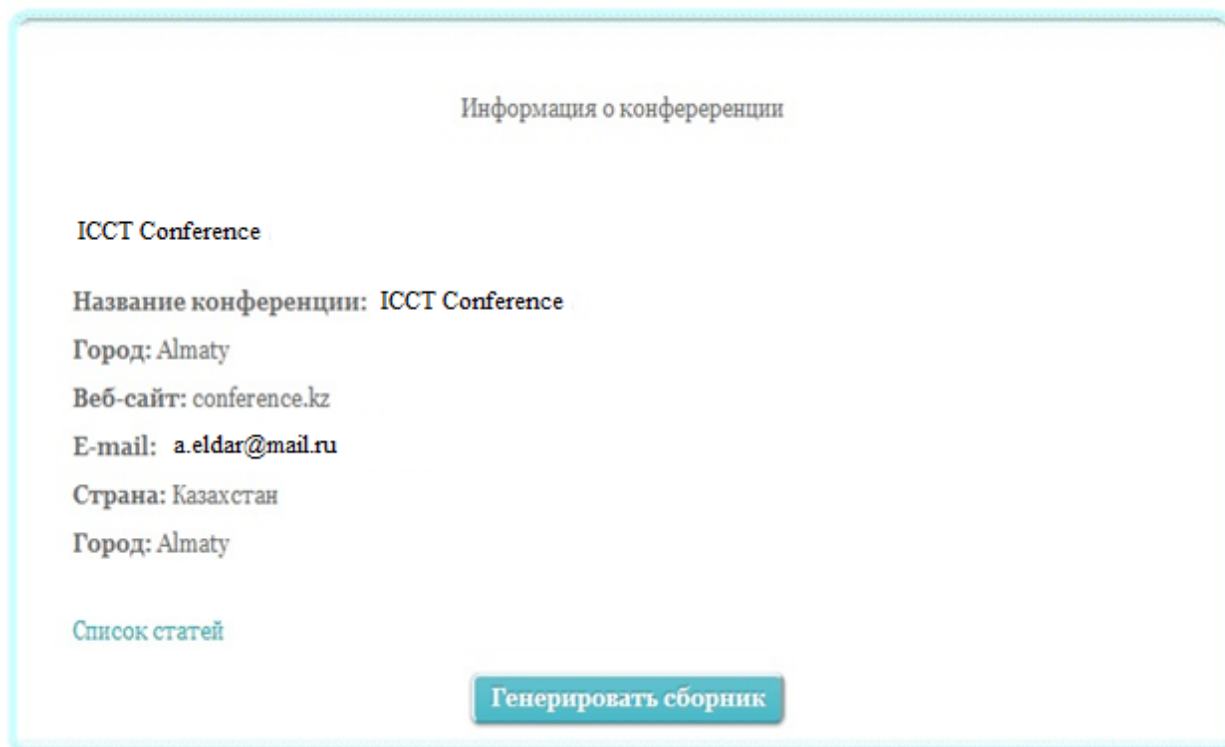 Информация о конфереренции
ICCT Conference
Название конференции: ICCT Conference
Город: Almaty
Веб-сайт: conference.kz
E-mail: a.eldar@mail.ru
Страна: Казахстан
Город: Almaty
Список статей
Генерировать сборник